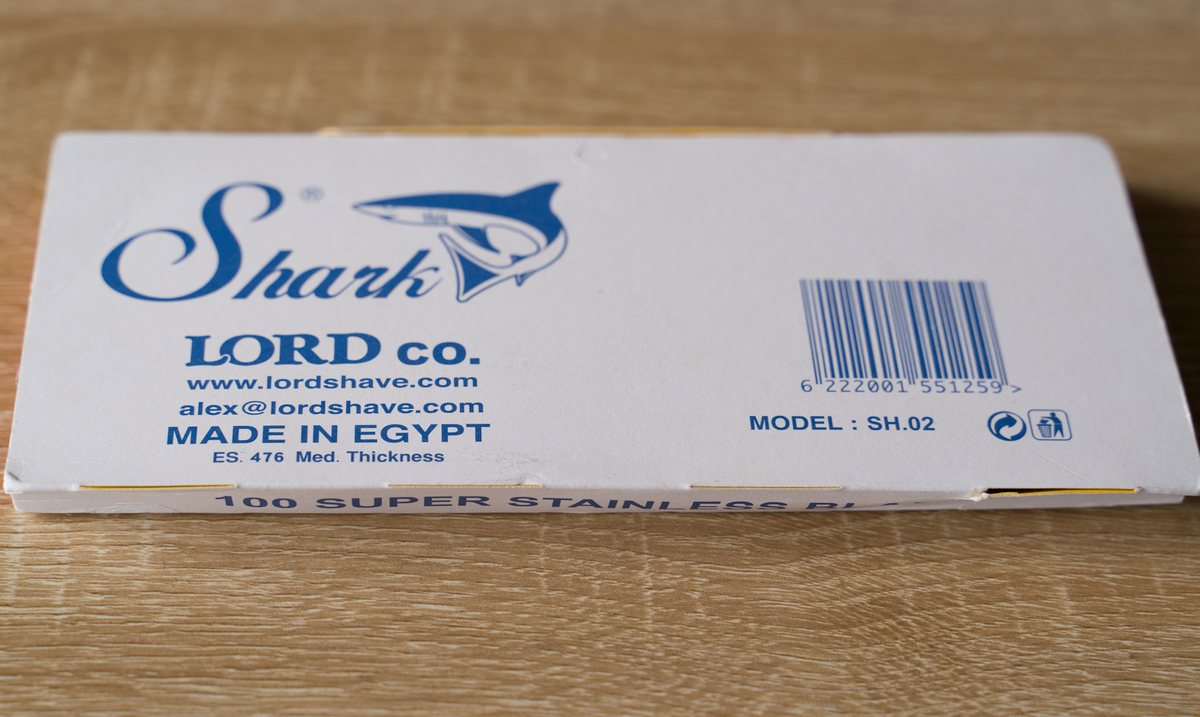 Shark ®
LORD CO.
www.lordshave.com
alex@lordshave.com
MADE IN EGYPT
ES. 476 Med. Thickness
6 222001 551259 >
MODEL : SH.02
100 SUPER STAINLESS